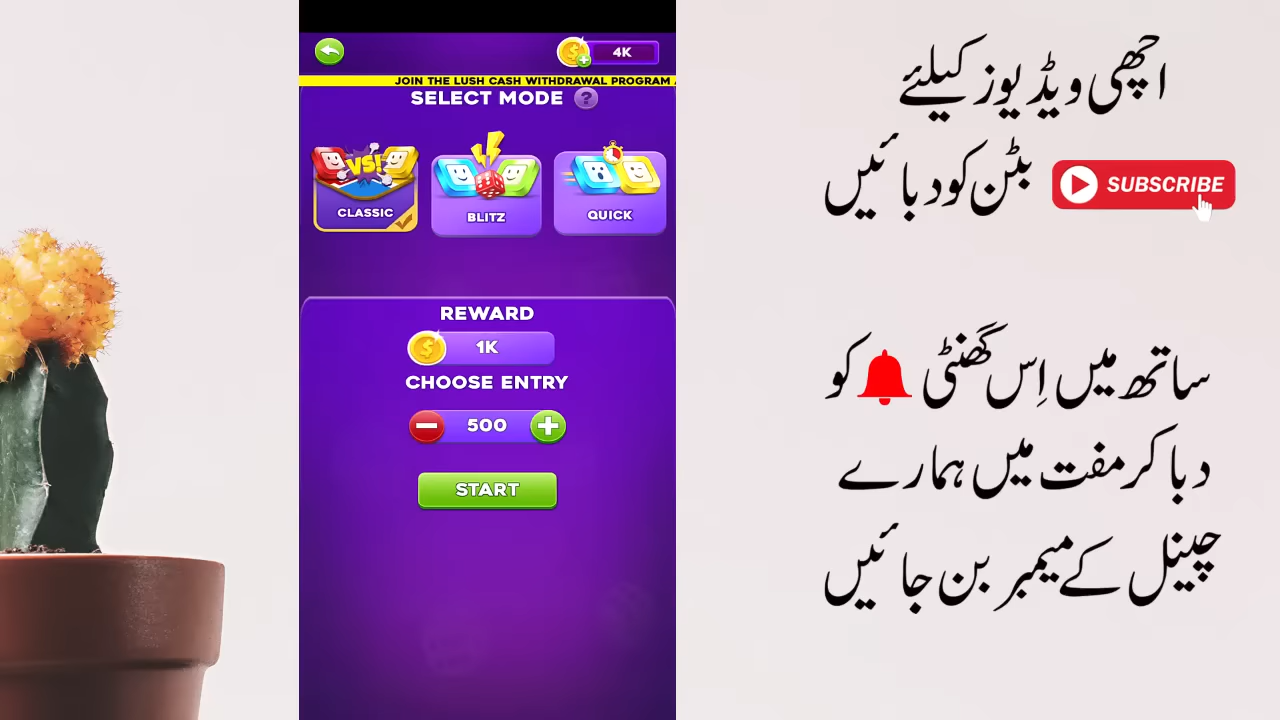 4K
JOIN THE LUSH CASH WITHDRAWAL PROGRAM
SELECT MODE ?
VS!
CLASSIC
BLITZ
QUICK
REWARD
1K
CHOOSE ENTRY
500
START
اچھی ویڈیوز کیلئے
بٹن کو دبائیں SUBSCRIBE
ساتھ میں اِس گھنٹی کو
دبا کر مفت میں ہمارے
چینل کے میمبر بن جائیں